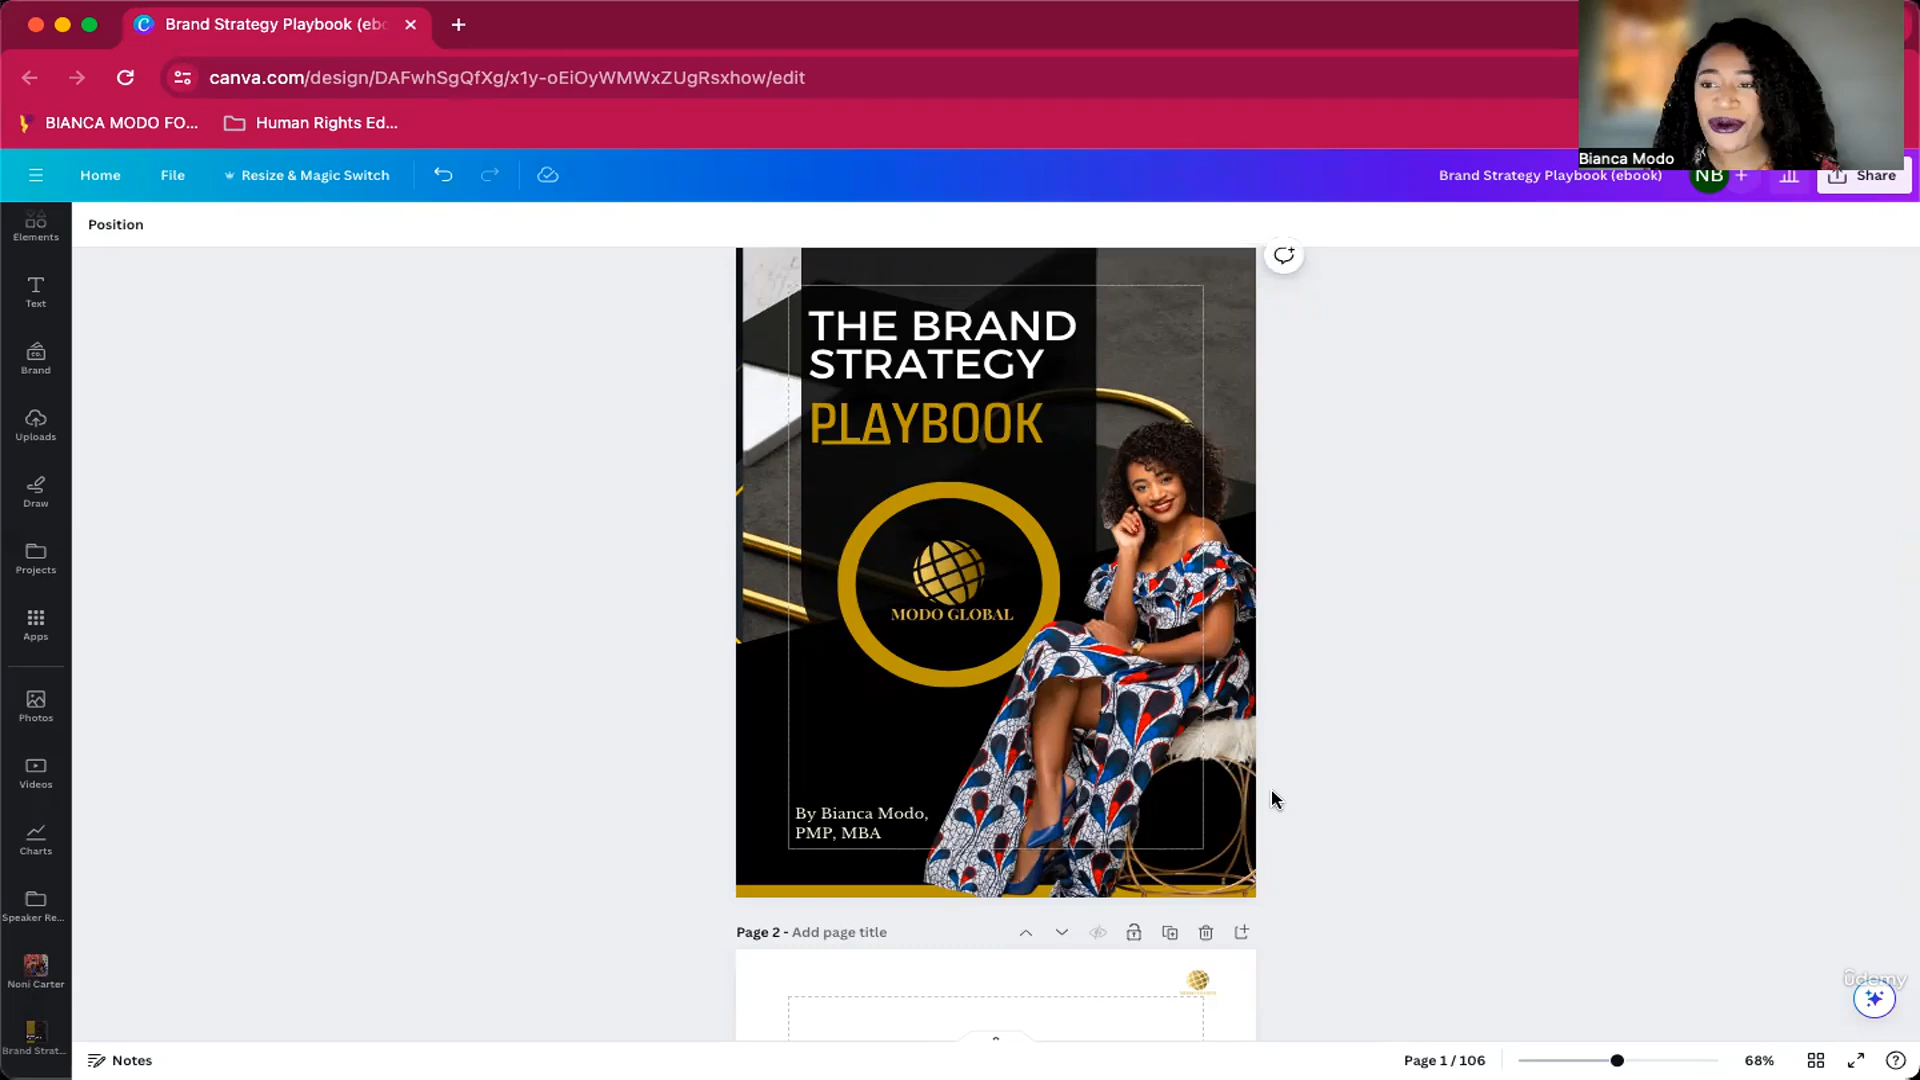 Brand Strategy Playbook (eb
canva.com/design/DAFwhSgQfXg/x1y-oEiOyWMWxZUgRsxhow/edit
BIANCA MODO FO...
Human Rights Ed...
Bianca Modo
Home
File
Resize & Magic Switch
Brand Strategy Playbook (ebook)
NB
Share
Position
Elements
Text
Brand
Uploads
Draw
Projects
Apps
Photos
Videos
Charts
Speaker Re...
Noni Carter
Brand Strat...
THE BRAND
STRATEGY
PLAYBOOK
MODO GLOBAL
By Bianca Modo,
PMP, MBA
Page 2 - Add page title
ûdemy
Notes
Page 1 / 106
68%